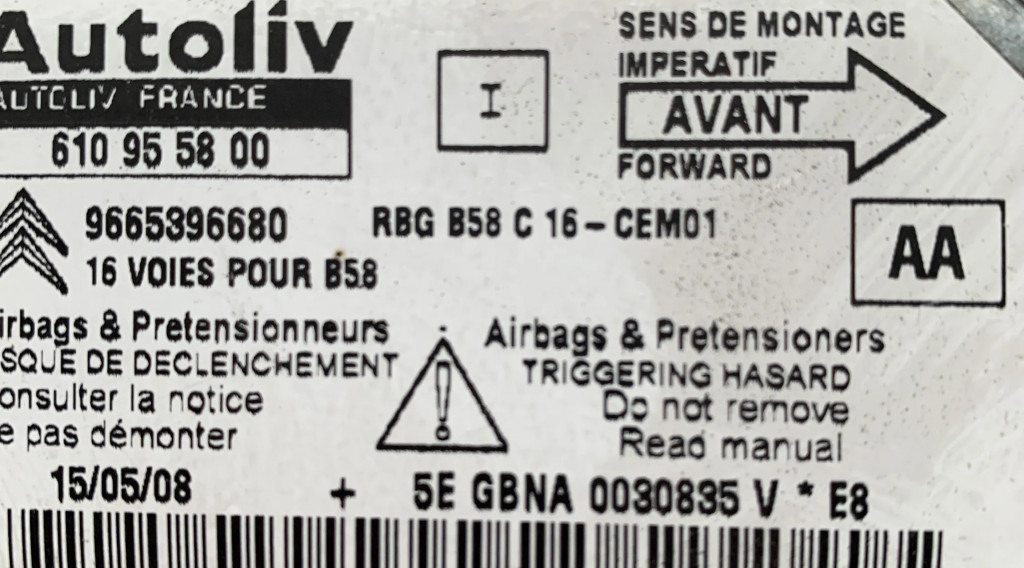 Autoliv
AUTOLIV FRANCE
610 95 58 00
I
SENS DE MONTAGE
IMPERATIF
AVANT
FORWARD
9665396680
RBG B58 C 16-CEM01
16 VOIES POUR B58
AA
irbags & Pretensionneurs
SQUE DE DECLENCHEMENT
onsulter la notice
e pas démonter
Airbags & Pretensioners
TRIGGERING HASARD
Do not remove
Read manual
15/05/08 + 5E GBNA 0030835 V * E8